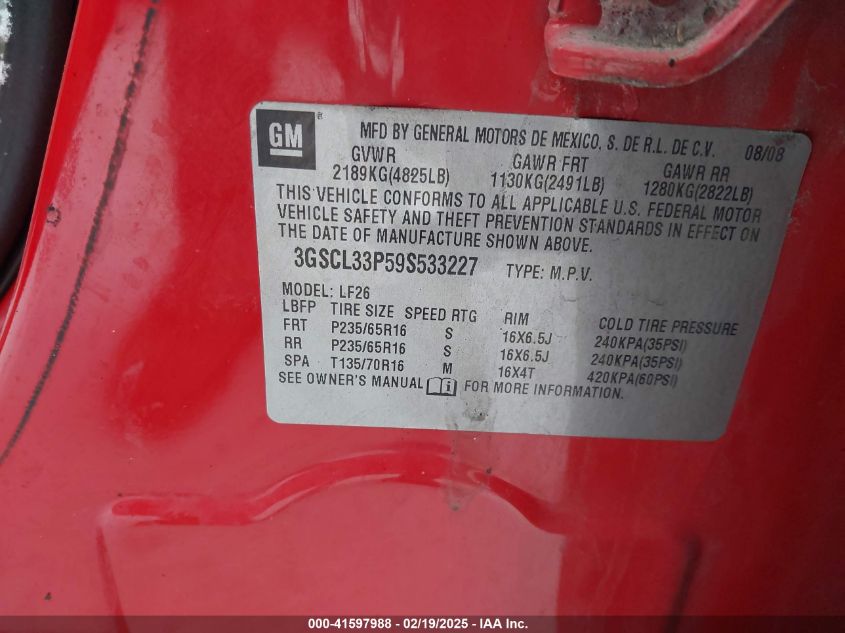 GM ®
MFD BY GENERAL MOTORS DE MEXICO, S. DE R.L. DE C.V. 08/08
GVWR GAWR FRT GAWR RR
2189KG(4825LB) 1130KG(2491LB) 1280KG(2822LB)
THIS VEHICLE CONFORMS TO ALL APPLICABLE U.S. FEDERAL MOTOR
VEHICLE SAFETY AND THEFT PREVENTION STANDARDS IN EFFECT ON
THE DATE OF MANUFACTURE SHOWN ABOVE.
3GSCL33P59S533227 TYPE: M.P.V.
MODEL: LF26
LBFP TIRE SIZE SPEED RTG RIM COLD TIRE PRESSURE
FRT P235/65R16 S 16X6.5J 240KPA(35PSI)
RR P235/65R16 S 16X6.5J 240KPA(35PSI)
SPA T135/70R16 M 16X4T 420KPA(60PSI)
SEE OWNER'S MANUAL i FOR MORE INFORMATION.
000-41597988 - 02/19/2025 - IAA Inc.